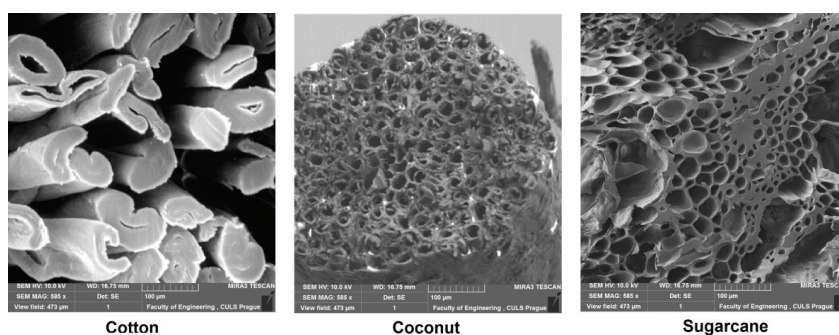 SEM HV: 10.0 kV WD: 16.75 mm MIRA3 TESCAN
SEM MAG: 585 x Det: SE 100 µm
View field: 473 µm 1 Faculty of Engineering , CULS Prague
Cotton
SEM HV: 10.0 kV WD: 16.75 mm MIRA3 TESCAN
SEM MAG: 585 x Det: SE 100 µm
View field: 473 µm 1 Faculty of Engineering , CULS Prague
Coconut
SEM HV: 10.0 kV WD: 16.75 mm MIRA3 TESCAN
SEM MAG: 585 x Det: SE 100 µm
View field: 473 µm 1 Faculty of Engineering , CULS Prague
Sugarcane